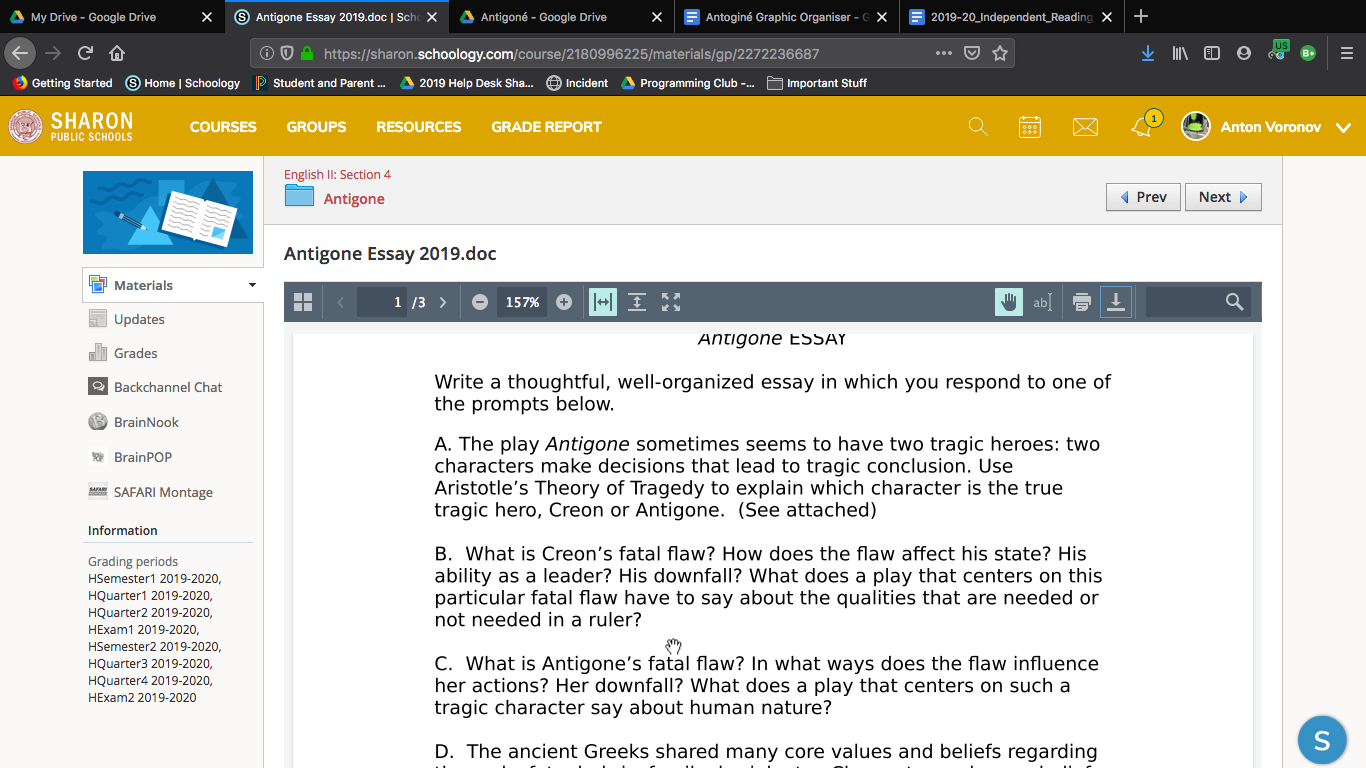 My Drive - Google Drive
Antigone Essay 2019.doc | Scho
Antigoné - Google Drive
Antoginé Graphic Organiser - G
2019-20_Independent_Reading
https://sharon.schoology.com/course/2180996225/materials/gp/2272236687
US
B+
Getting Started
Home | Schoology
Student and Parent ...
2019 Help Desk Sha...
Incident
Programming Club -...
Important Stuff
SHARON
PUBLIC SCHOOLS
COURSES
GROUPS
RESOURCES
GRADE REPORT
1
Anton Voronov
English II: Section 4
Antigone
Prev
Next
Antigone Essay 2019.doc
Materials
Updates
Grades
Backchannel Chat
BrainNook
BrainPOP
SAFARI Montage
Information
Grading periods
HSemester1 2019-2020,
HQuarter1 2019-2020,
HQuarter2 2019-2020,
HExam1 2019-2020,
HSemester2 2019-2020,
HQuarter3 2019-2020,
HQuarter4 2019-2020,
HExam2 2019-2020
1 /3
157%
ab
Antigone ESSAY
Write a thoughtful, well-organized essay in which you respond to one of
the prompts below.
A. The play Antigone sometimes seems to have two tragic heroes: two
characters make decisions that lead to tragic conclusion. Use
Aristotle's Theory of Tragedy to explain which character is the true
tragic hero, Creon or Antigone. (See attached)
B. What is Creon's fatal flaw? How does the flaw affect his state? His
ability as a leader? His downfall? What does a play that centers on this
particular fatal flaw have to say about the qualities that are needed or
not needed in a ruler?
C. What is Antigone's fatal flaw? In what ways does the flaw influence
her actions? Her downfall? What does a play that centers on such a
tragic character say about human nature?
D. The ancient Greeks shared many core values and beliefs regarding
S